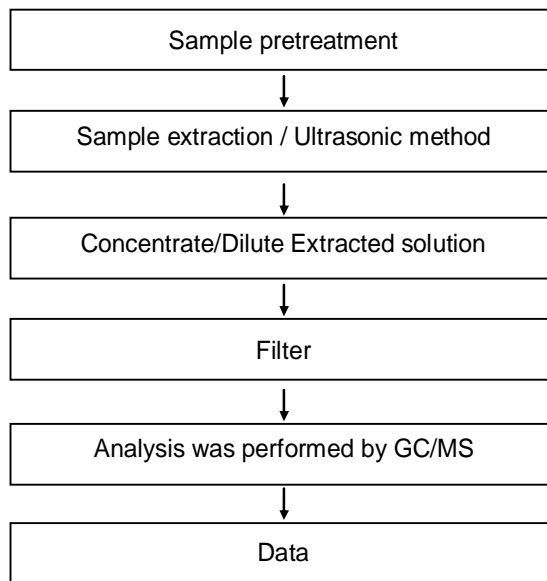 Sample pretreatment
Sample extraction / Ultrasonic method
Concentrate/Dilute Extracted solution
Filter
Analysis was performed by GC/MS
Data